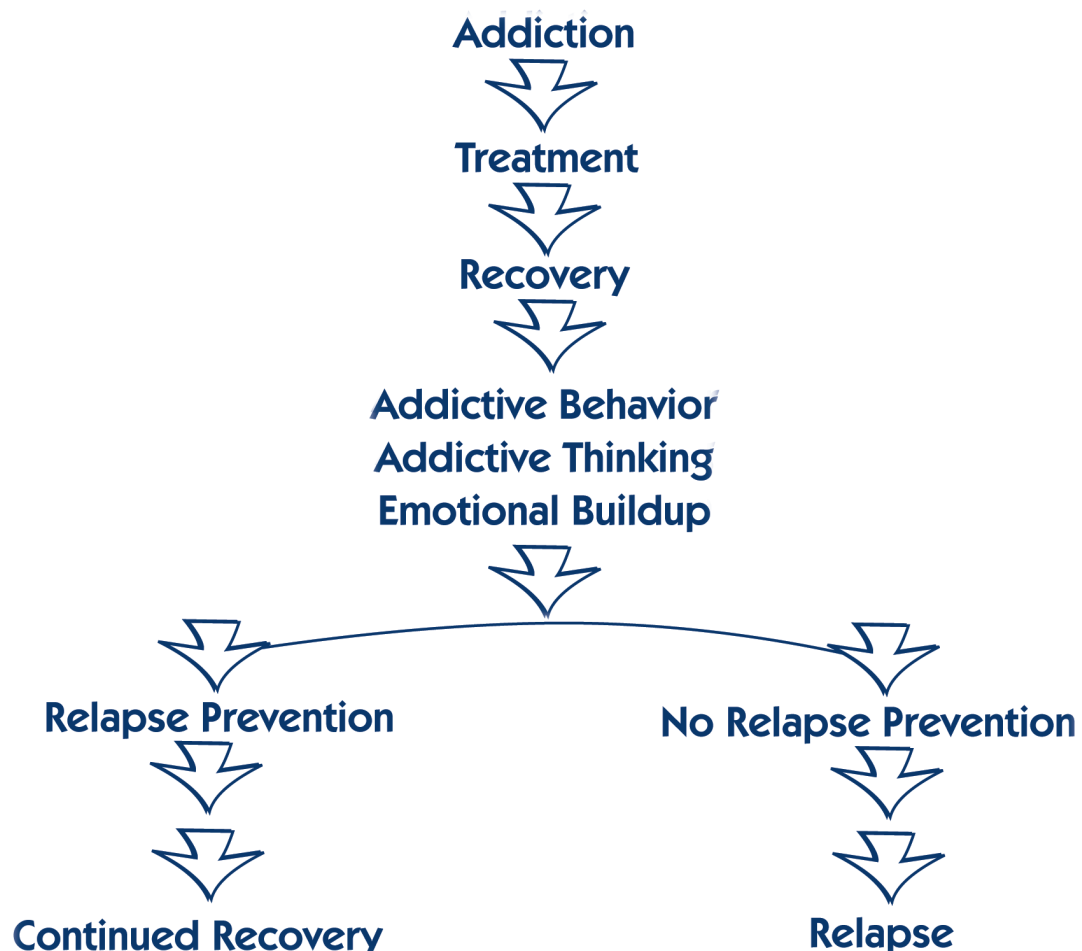 Addiction
Treatment
Recovery
Addictive Behavior
Addictive Thinking
Emotional Buildup
Relapse Prevention
No Relapse Prevention
Continued Recovery
Relapse